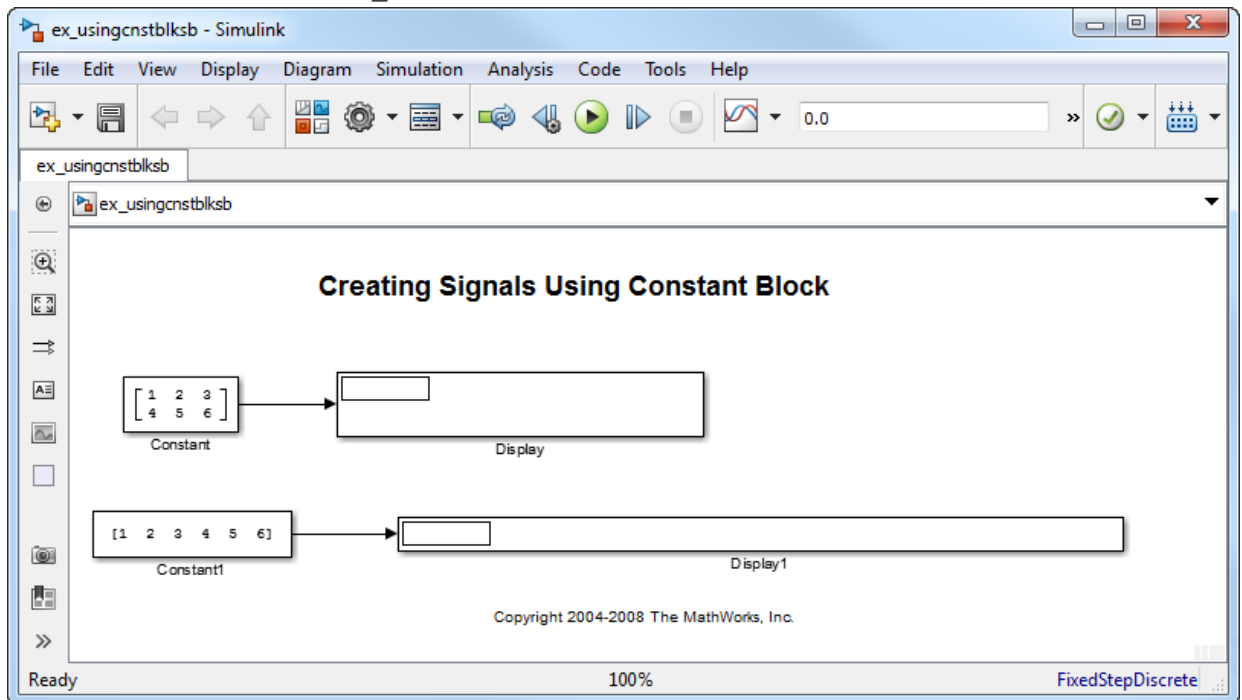 ex_usingcnstblksb - Simulink
File Edit View Display Diagram Simulation Analysis Code Tools Help
0.0
»
ex_usingcnstblksb
ex_usingcnstblksb
Creating Signals Using Constant Block
1 2 3
4 5 6
Constant
Display
[1 2 3 4 5 6]
Constant1
Display1
Copyright 2004-2008 The MathWorks, Inc.
A
»
Ready 100% FixedStepDiscrete